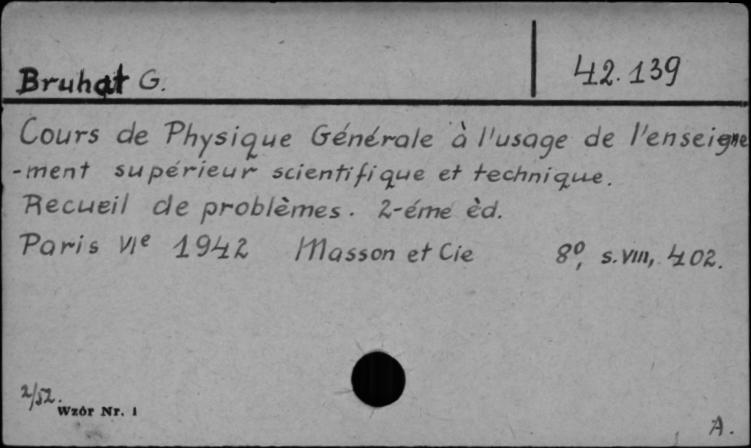 Bruhat G.
42.139
Cours de Physique Générale à l'usage de l'enseigne
-ment supérieur scientifique et technique.
Recueil de problèmes. 2-éme èd.
Paris VIe 1942 Masson et Cie 8º, s. VIII, 402.
2/52.
Wzór Nr. 1
A.